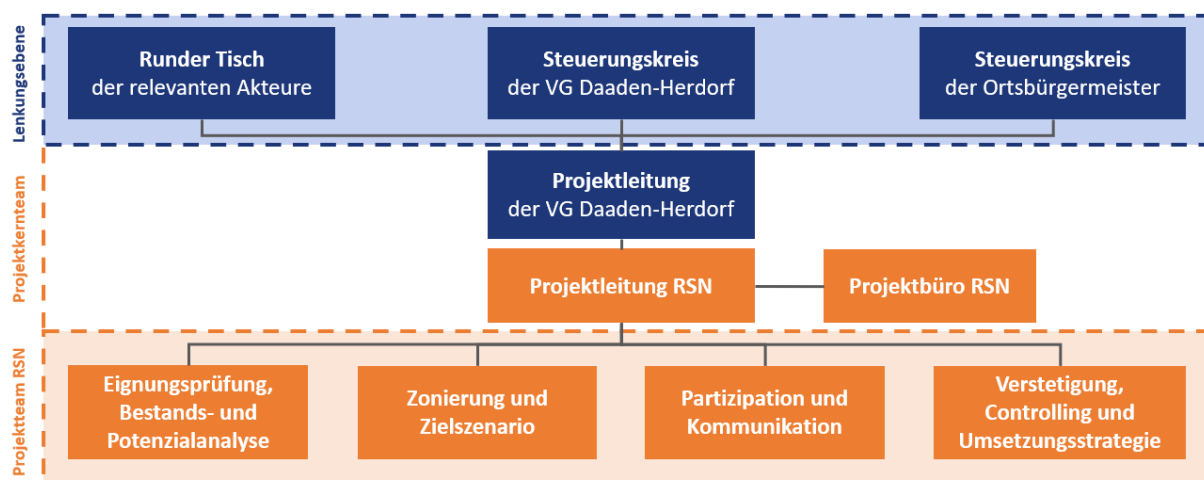 Lenkungsebene
Runder Tisch
der relevanten Akteure
Steuerungskreis
der VG Daaden-Herdorf
Steuerungskreis
der Ortsbürgermeister
Projektkernteam
Projektleitung
der VG Daaden-Herdorf
Projektleitung RSN
Projektbüro RSN
Projektteam RSN
Eignungsprüfung,
Bestands- und
Potenzialanalyse
Zonierung und
Zielszenario
Partizipation und
Kommunikation
Verstetigung,
Controlling und
Umsetzungsstrategie